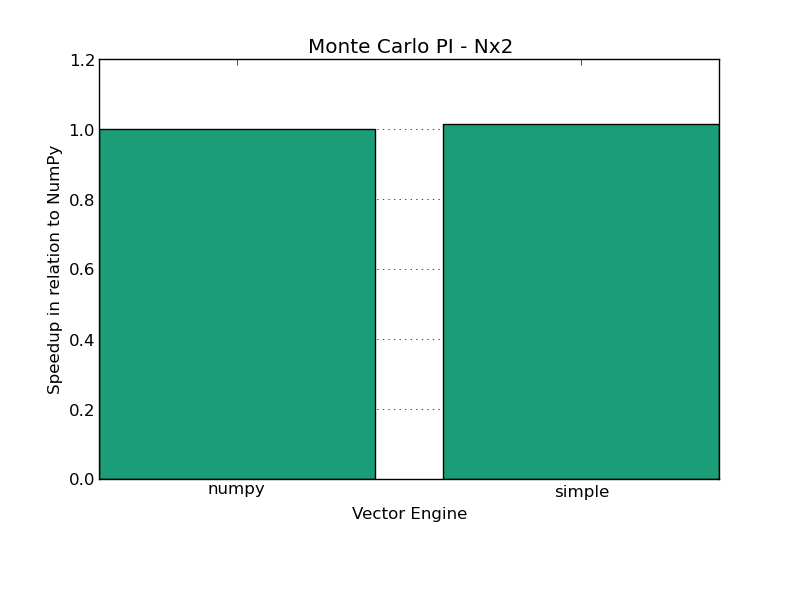 Monte Carlo PI - Nx2
1.2
1.0
0.8
0.6
0.4
0.2
0.0
Speedup in relation to NumPy
numpy
simple
Vector Engine